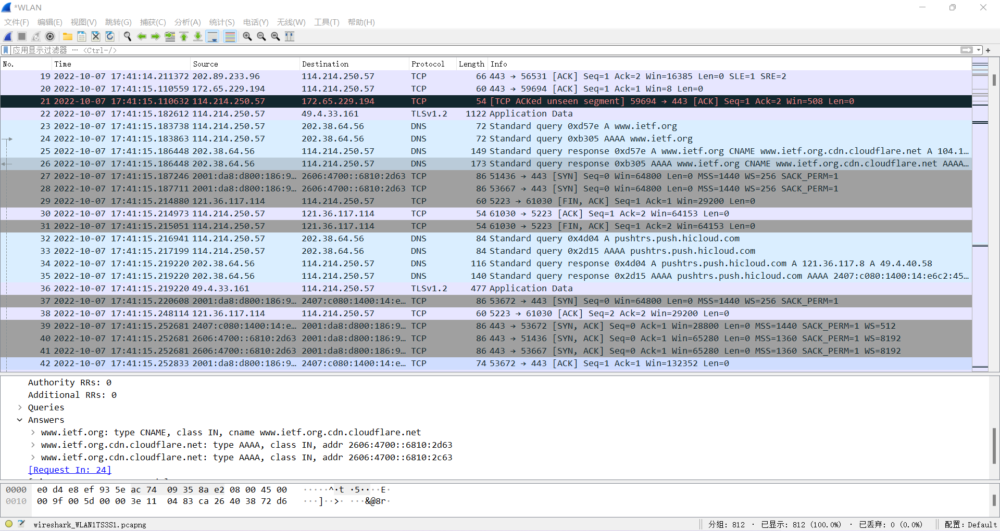 *WLAN
文件(F) 编辑(E) 视图(V) 跳转(G) 捕获(C) 分析(A) 统计(S) 电话(Y) 无线(W) 工具(T) 帮助(H)
应用显示过滤器 … <Ctrl-/>
No. Time Source Destination Protocol Length Info
19 2022-10-07 17:41:14.211372 202.89.233.96 114.214.250.57 TCP 66 443 → 56531 [ACK] Seq=1 Ack=2 Win=16385 Len=0 SLE=1 SRE=2
20 2022-10-07 17:41:15.110559 172.65.229.194 114.214.250.57 TCP 60 443 → 59694 [ACK] Seq=1 Ack=1 Win=8 Len=0
21 2022-10-07 17:41:15.110632 114.214.250.57 172.65.229.194 TCP 54 [TCP ACKed unseen segment] 59694 → 443 [ACK] Seq=1 Ack=2 Win=508 Len=0
22 2022-10-07 17:41:15.182612 114.214.250.57 49.4.33.161 TLSv1.2 1122 Application Data
23 2022-10-07 17:41:15.183738 114.214.250.57 202.38.64.56 DNS 72 Standard query 0xd57e A www.ietf.org
24 2022-10-07 17:41:15.183863 114.214.250.57 202.38.64.56 DNS 72 Standard query 0xb305 AAAA www.ietf.org
25 2022-10-07 17:41:15.186448 202.38.64.56 114.214.250.57 DNS 149 Standard query response 0xd57e A www.ietf.org CNAME www.ietf.org.cdn.cloudflare.net A 104.1…
26 2022-10-07 17:41:15.186448 202.38.64.56 114.214.250.57 DNS 173 Standard query response 0xb305 AAAA www.ietf.org CNAME www.ietf.org.cdn.cloudflare.net AAAA…
27 2022-10-07 17:41:15.187246 2001:da8:d800:186:9… 2606:4700::6810:2d63 TCP 86 51436 → 443 [SYN] Seq=0 Win=64800 Len=0 MSS=1440 WS=256 SACK_PERM=1
28 2022-10-07 17:41:15.187711 2001:da8:d800:186:9… 2606:4700::6810:2d63 TCP 86 53667 → 443 [SYN] Seq=0 Win=64800 Len=0 MSS=1440 WS=256 SACK_PERM=1
29 2022-10-07 17:41:15.214880 121.36.117.114 114.214.250.57 TCP 60 5223 → 61030 [FIN, ACK] Seq=1 Ack=1 Win=29200 Len=0
30 2022-10-07 17:41:15.214973 114.214.250.57 121.36.117.114 TCP 54 61030 → 5223 [ACK] Seq=1 Ack=2 Win=64153 Len=0
31 2022-10-07 17:41:15.215051 114.214.250.57 121.36.117.114 TCP 54 61030 → 5223 [FIN, ACK] Seq=1 Ack=2 Win=64153 Len=0
32 2022-10-07 17:41:15.216941 114.214.250.57 202.38.64.56 DNS 84 Standard query 0x4d04 A pushtrs.push.hicloud.com
33 2022-10-07 17:41:15.217199 114.214.250.57 202.38.64.56 DNS 84 Standard query 0x2d15 AAAA pushtrs.push.hicloud.com
34 2022-10-07 17:41:15.219220 202.38.64.56 114.214.250.57 DNS 116 Standard query response 0x4d04 A pushtrs.push.hicloud.com A 121.36.117.8 A 49.4.40.58
35 2022-10-07 17:41:15.219220 202.38.64.56 114.214.250.57 DNS 140 Standard query response 0x2d15 AAAA pushtrs.push.hicloud.com AAAA 2407:c080:1400:14:e6c2:45…
36 2022-10-07 17:41:15.219220 49.4.33.161 114.214.250.57 TLSv1.2 477 Application Data
37 2022-10-07 17:41:15.220608 2001:da8:d800:186:9… 2407:c080:1400:14:e… TCP 86 53672 → 443 [SYN] Seq=0 Win=64800 Len=0 MSS=1440 WS=256 SACK_PERM=1
38 2022-10-07 17:41:15.248114 121.36.117.114 114.214.250.57 TCP 60 5223 → 61030 [ACK] Seq=2 Ack=2 Win=29200 Len=0
39 2022-10-07 17:41:15.252681 2407:c080:1400:14:e… 2001:da8:d800:186:9… TCP 86 443 → 53672 [SYN, ACK] Seq=0 Ack=1 Win=28800 Len=0 MSS=1440 SACK_PERM=1 WS=512
40 2022-10-07 17:41:15.252681 2606:4700::6810:2d63 2001:da8:d800:186:9… TCP 86 443 → 51436 [SYN, ACK] Seq=0 Ack=1 Win=65280 Len=0 MSS=1360 SACK_PERM=1 WS=8192
41 2022-10-07 17:41:15.252681 2606:4700::6810:2d63 2001:da8:d800:186:9… TCP 86 443 → 53667 [SYN, ACK] Seq=0 Ack=1 Win=65280 Len=0 MSS=1360 SACK_PERM=1 WS=8192
42 2022-10-07 17:41:15.252833 2001:da8:d800:186:9… 2407:c080:1400:14:e… TCP 74 53672 → 443 [ACK] Seq=1 Ack=1 Win=132352 Len=0
Authority RRs: 0
Additional RRs: 0
Queries
Answers
www.ietf.org: type CNAME, class IN, cname www.ietf.org.cdn.cloudflare.net
www.ietf.org.cdn.cloudflare.net: type AAAA, class IN, addr 2606:4700::6810:2d63
www.ietf.org.cdn.cloudflare.net: type AAAA, class IN, addr 2606:4700::6810:2c63
[Request In: 24]
0000 e0 d4 e8 ef 93 5e ac 74 09 35 8a e2 08 00 45 00 ·····^·t ·5····E·
0010 00 9f 00 5d 00 00 3e 11 04 83 ca 26 40 38 72 d6 ···]··>· ···&@8r·
wireshark_WLAN1TS3S1.pcapng 分组: 812 · 已显示: 812 (100.0%) · 已丢弃: 0 (0.0%) 配置: Default